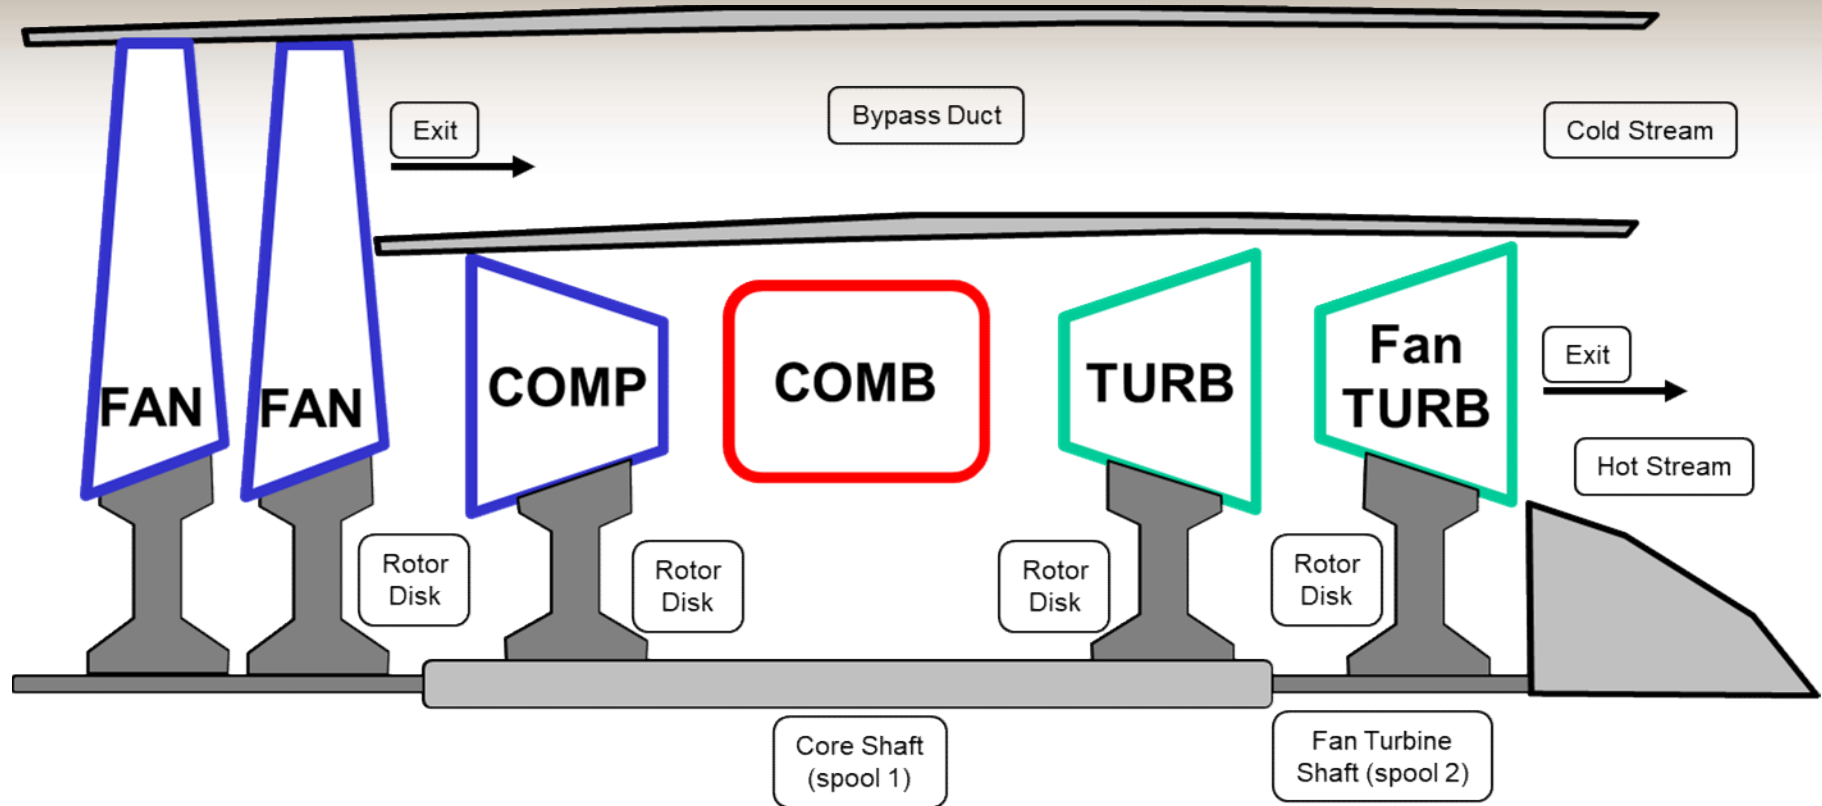 Exit
Bypass Duct
Cold Stream
FAN
FAN
COMP
COMB
TURB
Fan
TURB
Exit
Hot Stream
Rotor
Disk
Rotor
Disk
Rotor
Disk
Rotor
Disk
Core Shaft
(spool 1)
Fan Turbine
Shaft (spool 2)